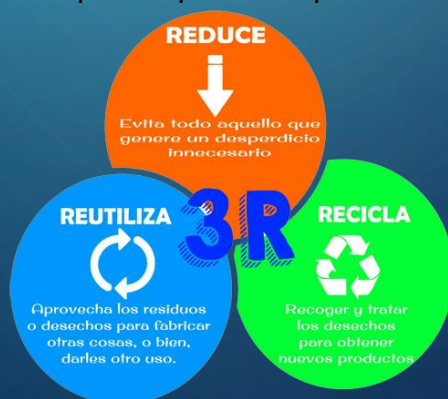 REDUCE
Evita todo aquello que
genere un desperdicio
innecesario
3R
REUTILIZA
Aprovecha los residuos
o desechos para fabricar
otras cosas, o bien,
darles otro uso.
RECICLA
Recoger y tratar
los desechos
para obtener
nuevos productos